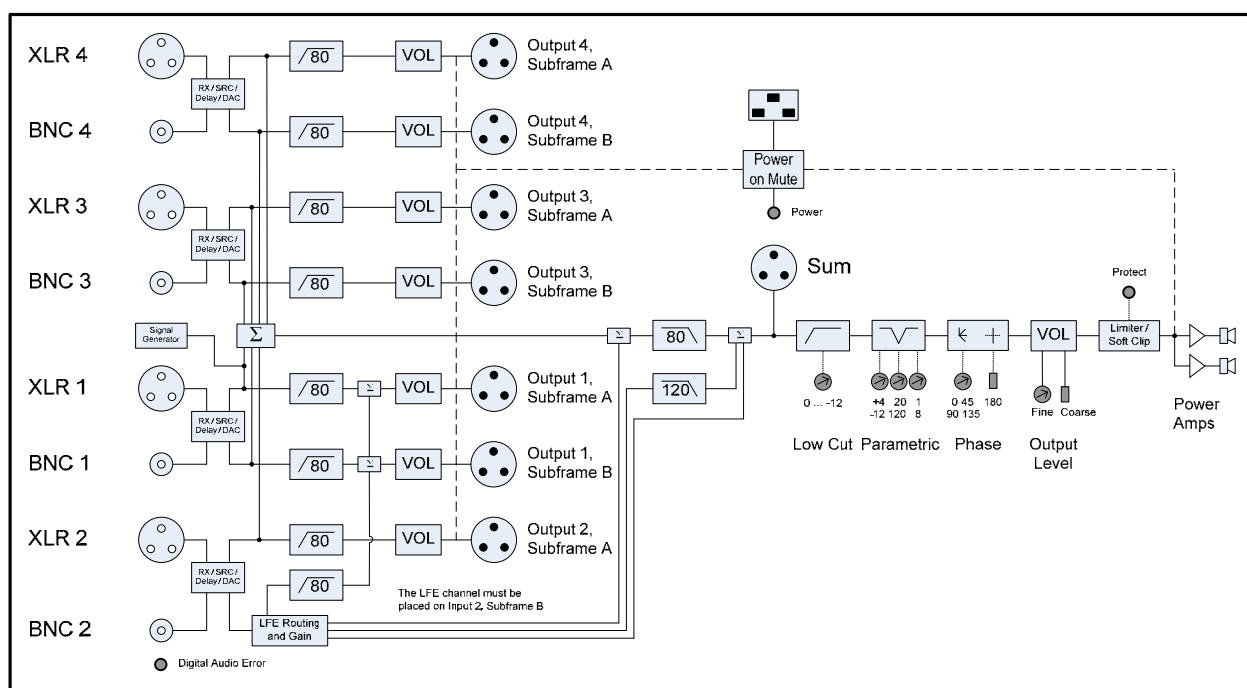 XLR 4
RX / SRC /
Delay / DAC
80
VOL
Output 4,
Subframe A
BNC 4
80
VOL
Output 4,
Subframe B
Power
on Mute
Power
XLR 3
RX / SRC /
Delay / DAC
80
VOL
Output 3,
Subframe A
BNC 3
80
VOL
Output 3,
Subframe B
Sum
Protect
Signal
Generator
Σ
Σ
80
Σ
VOL
Limiter /
Soft Clip
XLR 1
RX / SRC /
Delay / DAC
80
Σ
VOL
Output 1,
Subframe A
120
0 ... –12
+4 20 1
–12 120 8
0 45 180
90 135
Fine Coarse
Power
Amps
Low Cut Parametric Phase Output
Level
BNC 1
80
Σ
VOL
Output 1,
Subframe B
XLR 2
RX / SRC /
Delay / DAC
80
VOL
Output 2,
Subframe A
80
The LFE channel must be
placed on Input 2, Subframe B
BNC 2
LFE Routing
and Gain
Digital Audio Error